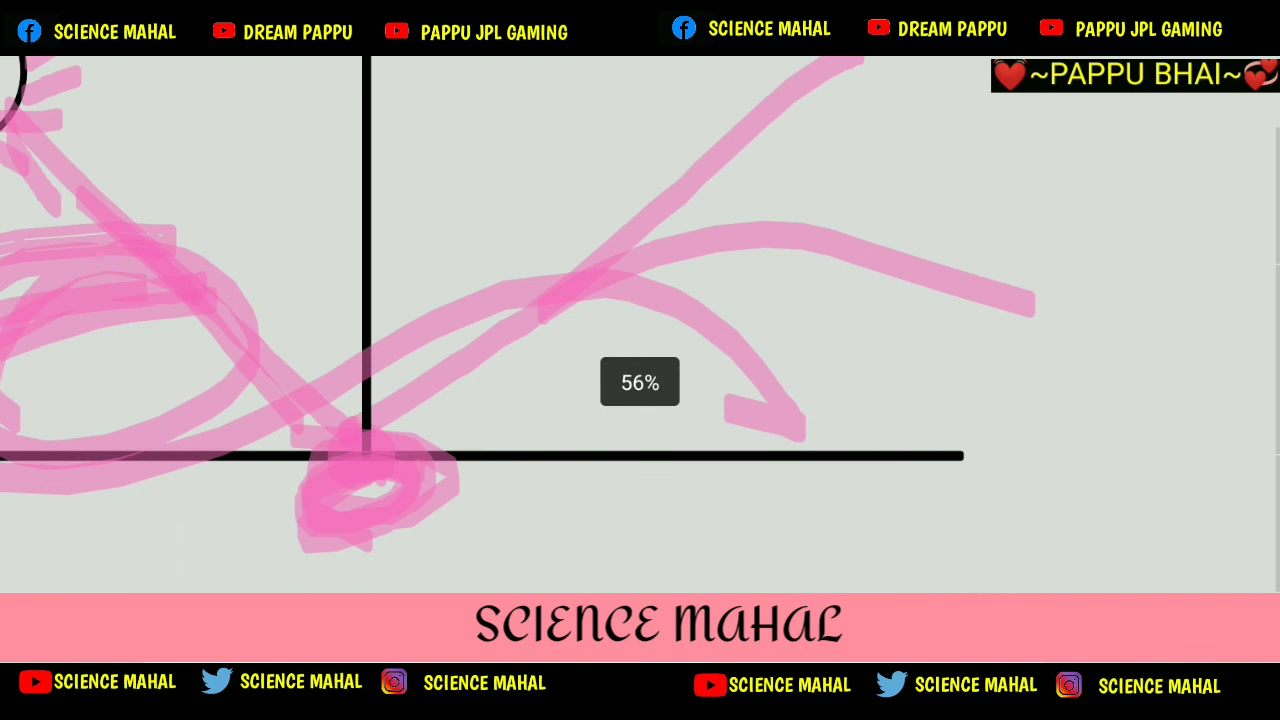 SCIENCE MAHAL DREAM PAPPU PAPPU JPL GAMING SCIENCE MAHAL DREAM PAPPU PAPPU JPL GAMING
~PAPPU BHAI~
56%
SCIENCE MAHAL
SCIENCE MAHAL SCIENCE MAHAL SCIENCE MAHAL SCIENCE MAHAL SCIENCE MAHAL SCIENCE MAHAL